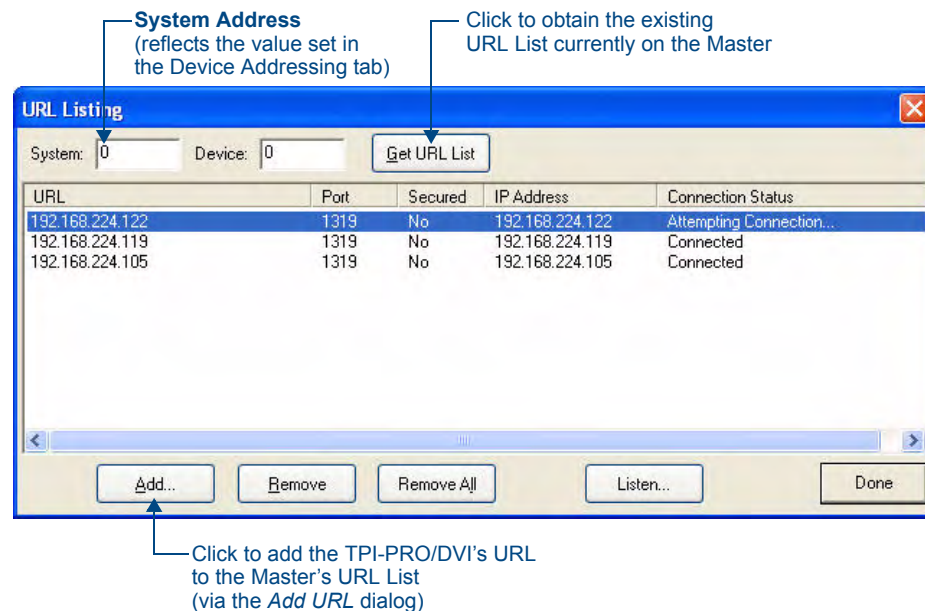 System Address
(reflects the value set in
the Device Addressing tab)
Click to obtain the existing
URL List currently on the Master
URL Listing
System: 0 Device: 0 Get URL List
URL Port Secured IP Address Connection Status
192.168.224.122 1319 No 192.168.224.122 Attempting Connection...
192.168.224.119 1319 No 192.168.224.119 Connected
192.168.224.105 1319 No 192.168.224.105 Connected
Add... Remove Remove All Listen... Done
Click to add the TPI-PRO/DVI's URL
to the Master's URL List
(via the Add URL dialog)